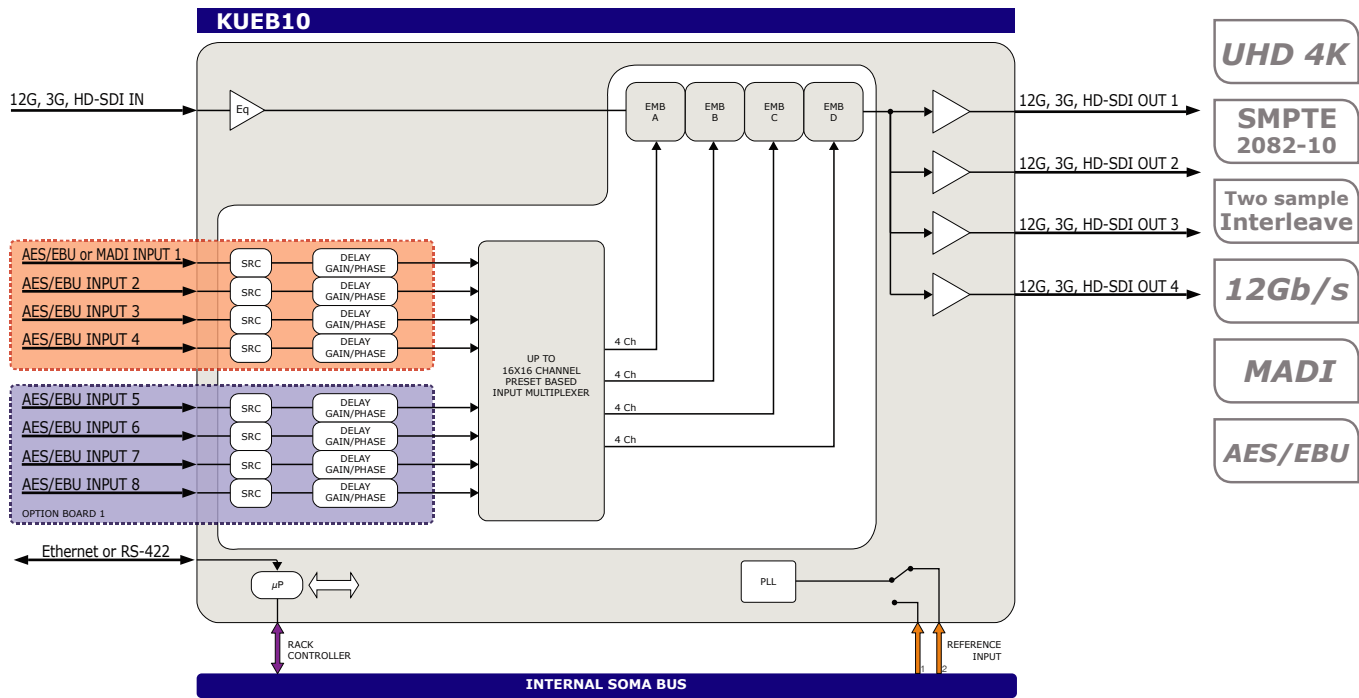 KUEB10
12G, 3G, HD-SDI IN
Eq
EMB
A
EMB
B
EMB
C
EMB
D
12G, 3G, HD-SDI OUT 1
12G, 3G, HD-SDI OUT 2
12G, 3G, HD-SDI OUT 3
12G, 3G, HD-SDI OUT 4
UHD 4K
SMPTE
2082-10
Two sample
Interleave
12Gb/s
MADI
AES/EBU
AES/EBU or MADI INPUT 1
SRC
DELAY
GAIN/PHASE
AES/EBU INPUT 2
SRC
DELAY
GAIN/PHASE
AES/EBU INPUT 3
SRC
DELAY
GAIN/PHASE
AES/EBU INPUT 4
SRC
DELAY
GAIN/PHASE
AES/EBU INPUT 5
SRC
DELAY
GAIN/PHASE
AES/EBU INPUT 6
SRC
DELAY
GAIN/PHASE
AES/EBU INPUT 7
SRC
DELAY
GAIN/PHASE
AES/EBU INPUT 8
SRC
DELAY
GAIN/PHASE
OPTION BOARD 1
UP TO
16X16 CHANNEL
PRESET BASED
INPUT MULTIPLEXER
4 Ch
4 Ch
4 Ch
4 Ch
Ethernet or RS-422
µP
PLL
RACK
CONTROLLER
REFERENCE
INPUT
1
2
INTERNAL SOMA BUS